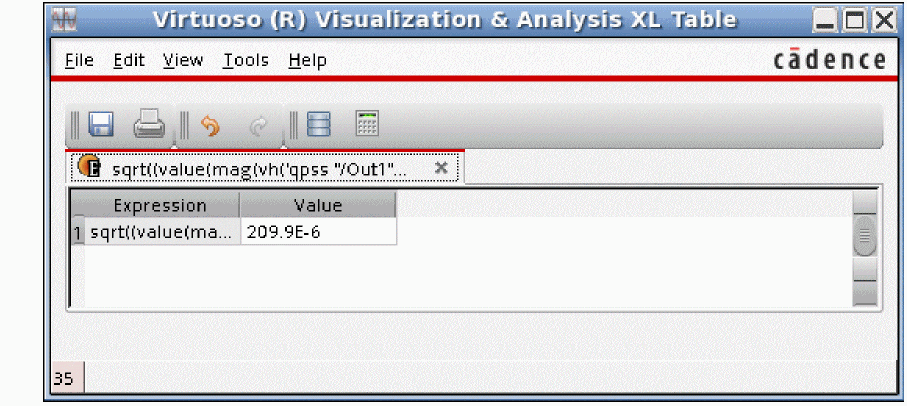 Virtuoso (R) Visualization & Analysis XL Table
File Edit View Tools Help
cādence
E sqrt((value(mag(vh('qpss "/Out1"...
Expression Value
1 sqrt((value(ma... 209.9E-6
35